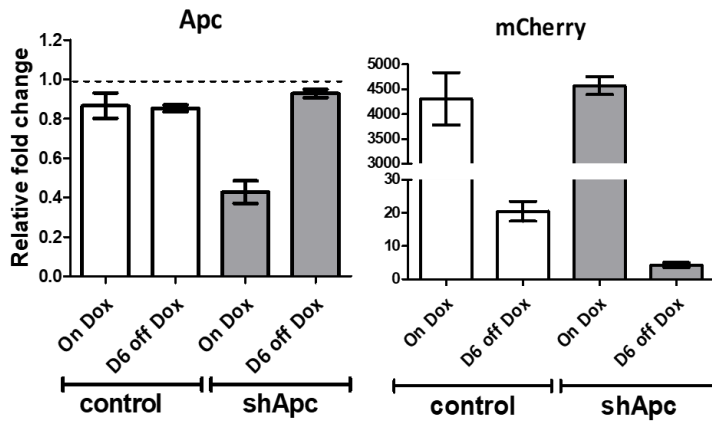 Apc
Relative fold change
1.2
1.0
0.8
0.6
0.4
0.2
0.0
On Dox
D6 off Dox
On Dox
D6 off Dox
control
shApc
mCherry
5000
4500
4000
3500
3000
30
20
10
0
On Dox
D6 off Dox
On Dox
D6 off Dox
control
shApc